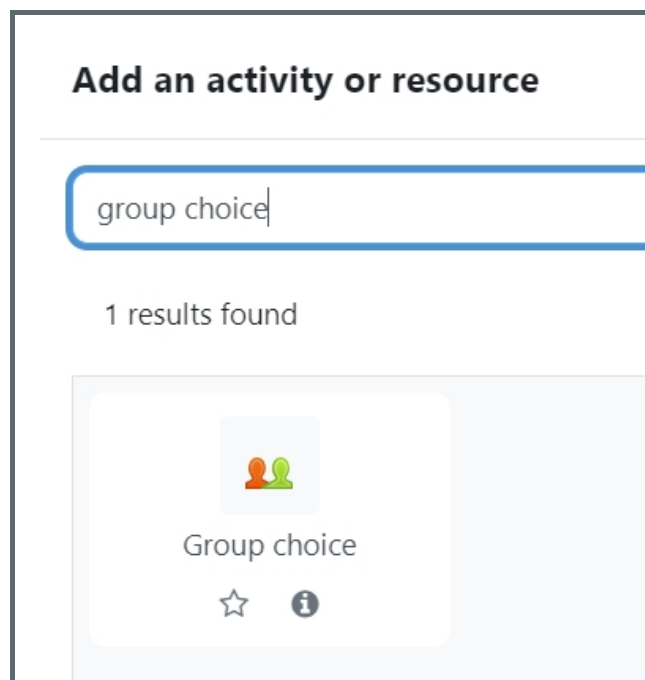 Add an activity or resource
group choice
1 results found
Group choice